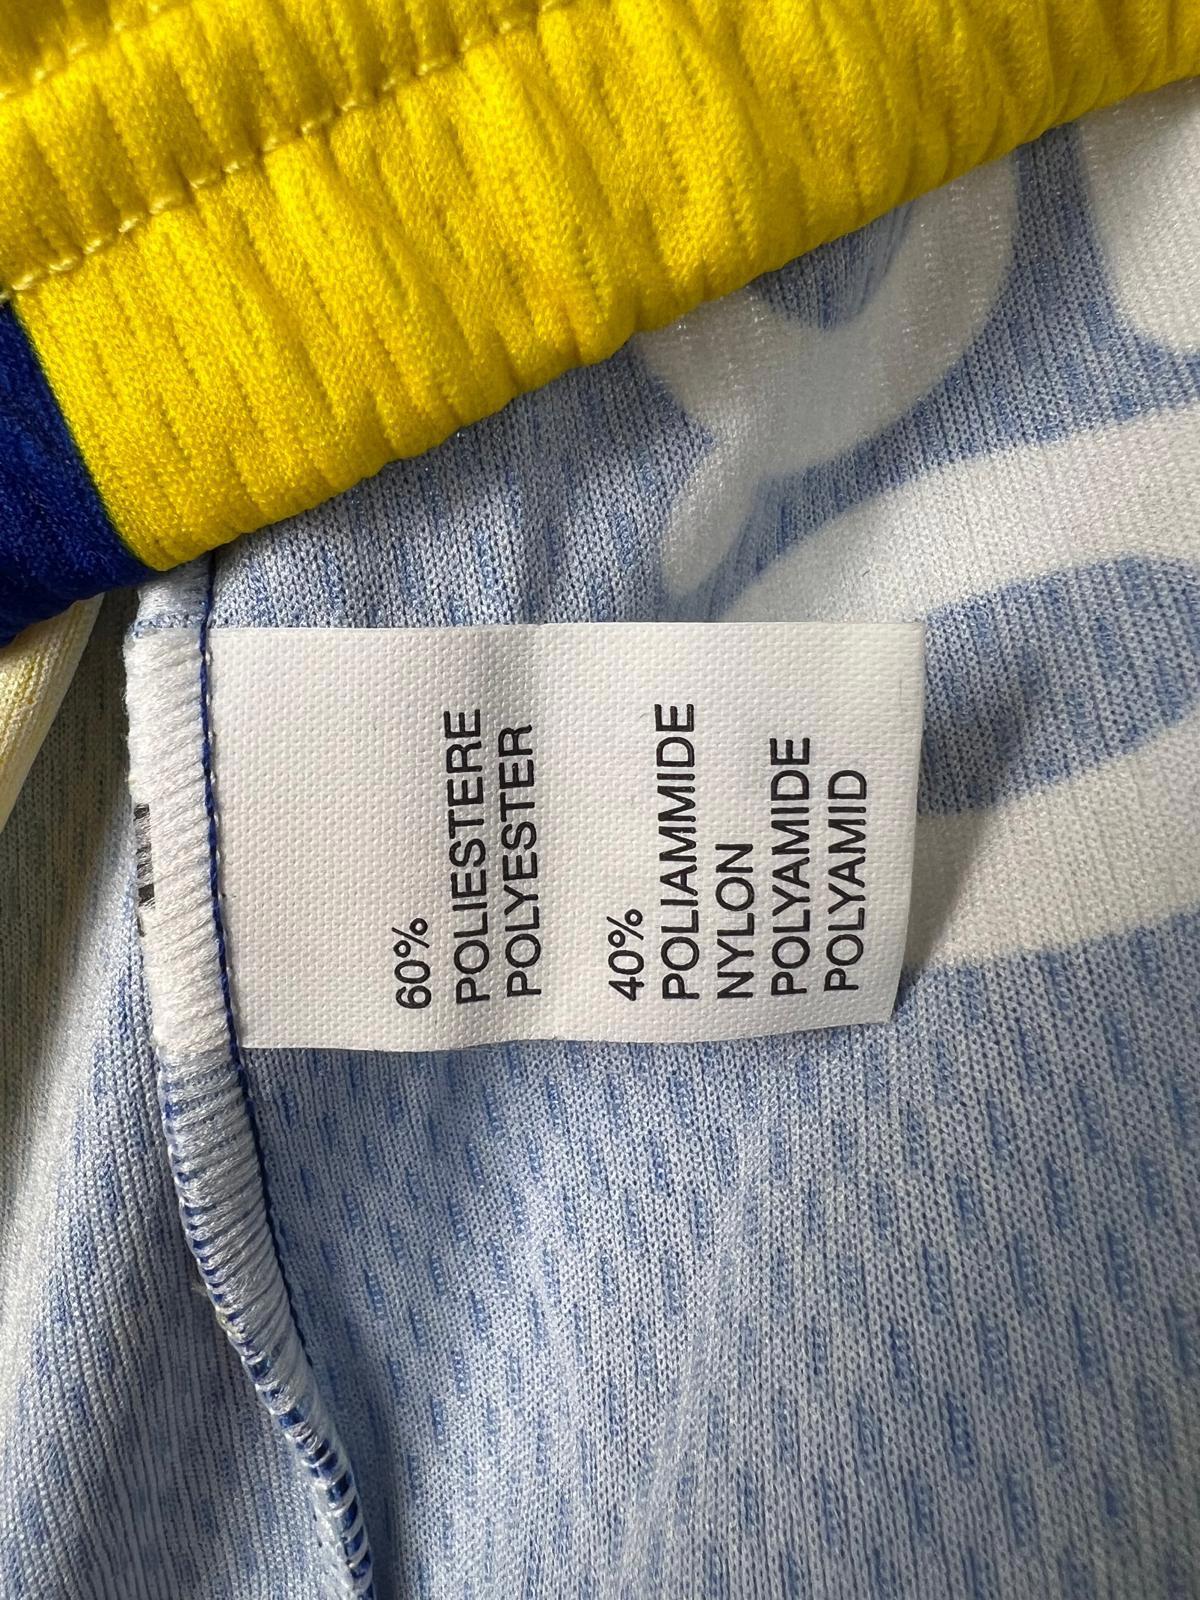 60%
POLIESTERE
POLYESTER
40%
POLIAMMIDE
NYLON
POLYAMIDE
POLYAMID